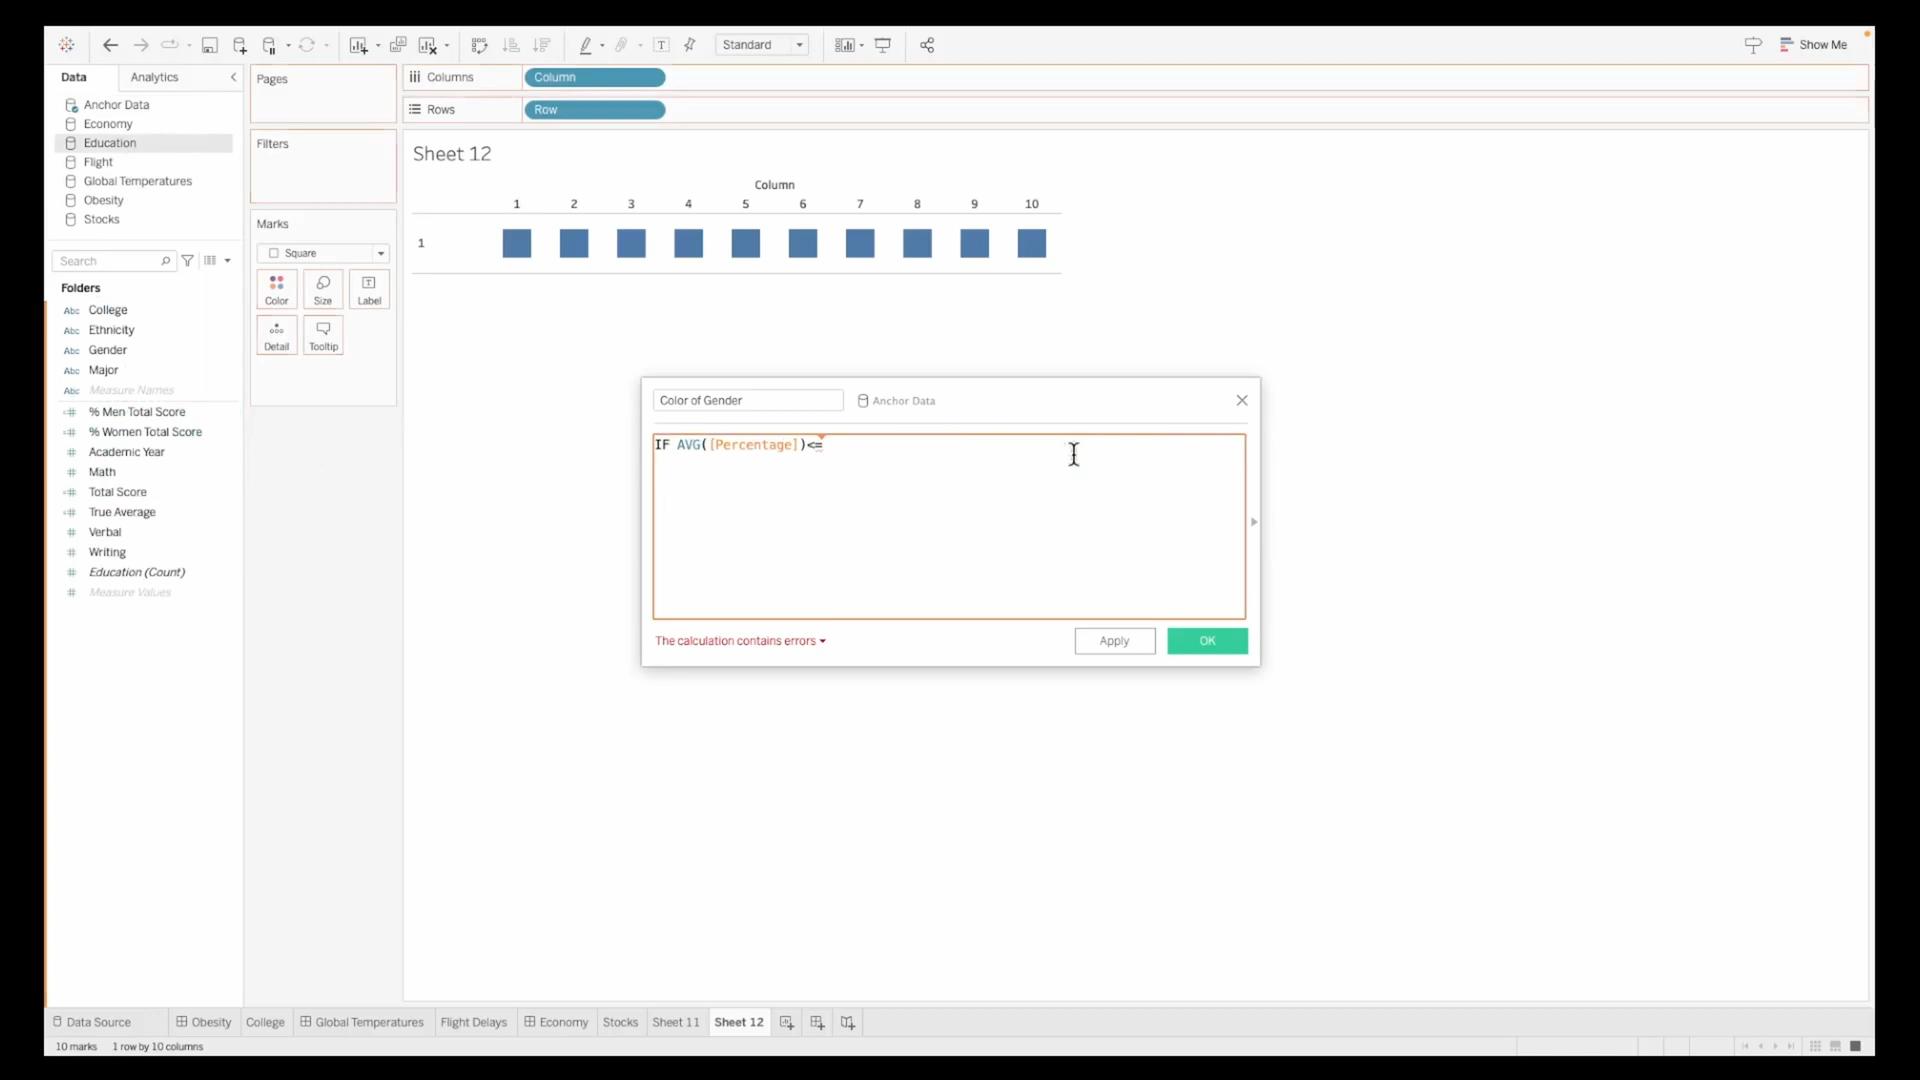 Standard
Show Me
Data
Analytics
Anchor Data
Economy
Education
Flight
Global Temperatures
Obesity
Stocks
Search
Folders
Abc College
Abc Ethnicity
Abc Gender
Abc Major
Abc Measure Names
=# % Men Total Score
=# % Women Total Score
# Academic Year
# Math
=# Total Score
=# True Average
# Verbal
# Writing
# Education (Count)
# Measure Values
Pages
Filters
Marks
Square
Color
Size
Label
Detail
Tooltip
Columns
Column
Rows
Row
Sheet 12
Column
1 2 3 4 5 6 7 8 9 10
1
Color of Gender
Anchor Data
IF AVG([Percentage])<=
The calculation contains errors
Apply
OK
Data Source
Obesity
College
Global Temperatures
Flight Delays
Economy
Stocks
Sheet 11
Sheet 12
10 marks
1 row by 10 columns